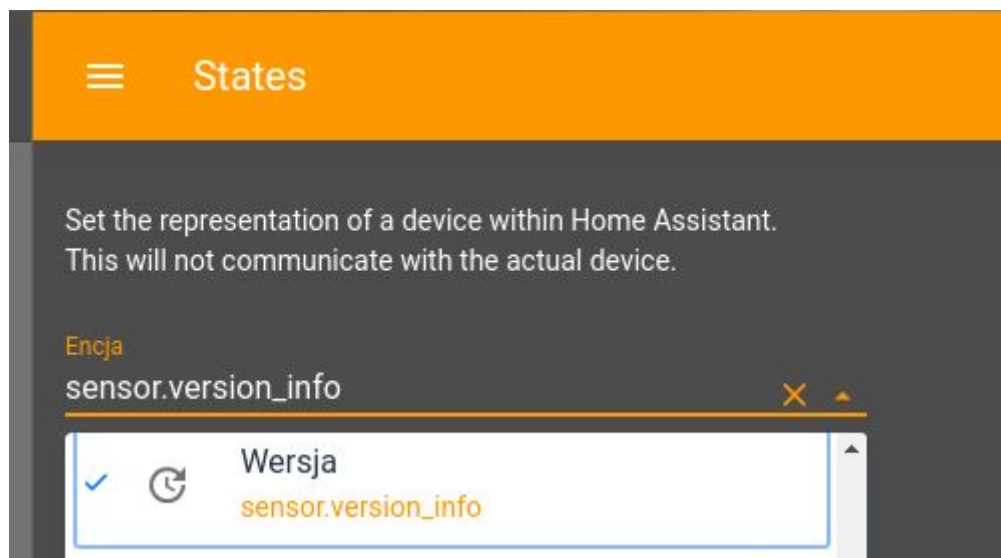 States
Set the representation of a device within Home Assistant.
This will not communicate with the actual device.
Encja
sensor.version_info
Wersja
sensor.version_info